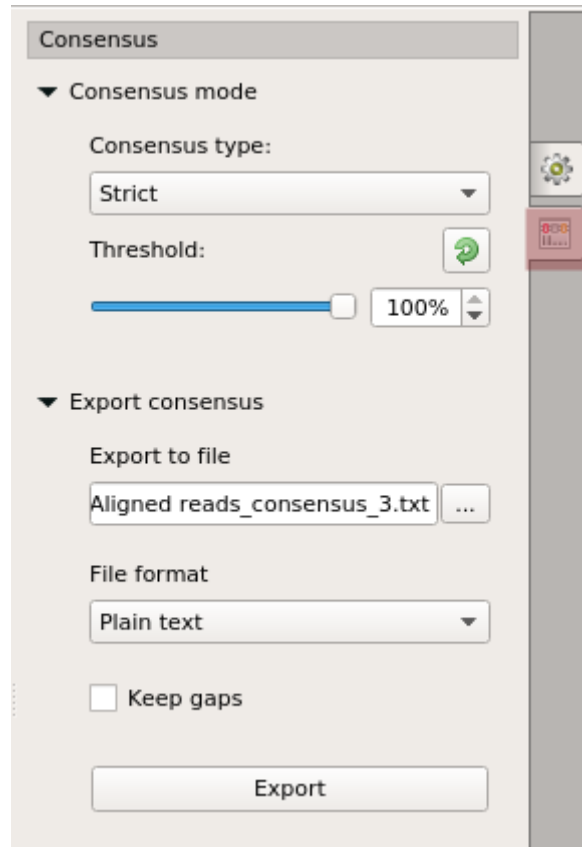 Consensus
Consensus mode
Consensus type:
Strict
Threshold:
100%
Export consensus
Export to file
Aligned reads_consensus_3.txt
...
File format
Plain text
Keep gaps
Export